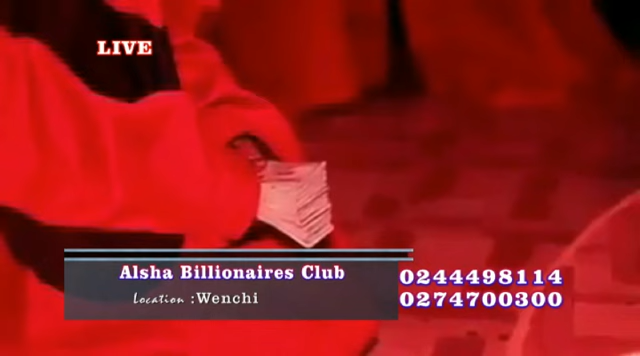 LIVE
Alsha Billionaires Club
Location :Wenchi
0244498114
0274700300